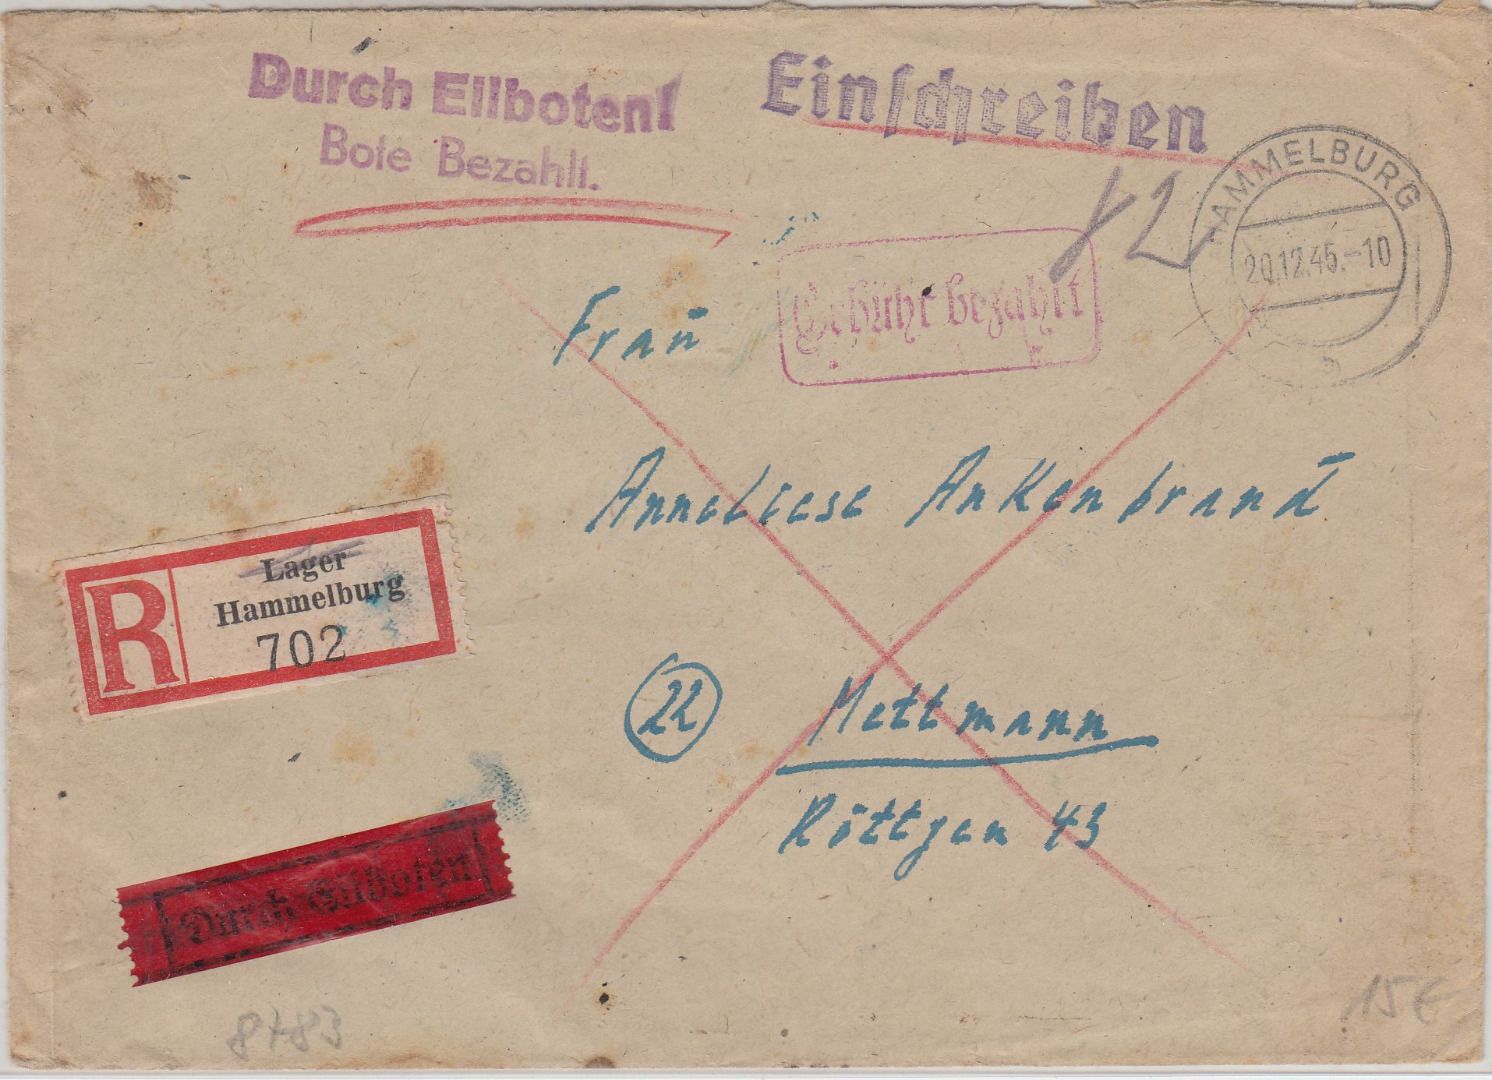 Durch Eilboten!
Bote Bezahlt.
Einschreiben
82
HAMMELBURG
20.12.45.-10
Gebühr bezahlt
Frau
Anneliese Ankenbrand
R
Lager
Hammelburg
702
22 Mettmann
Röttgen 43
Durch Eilboten
15€